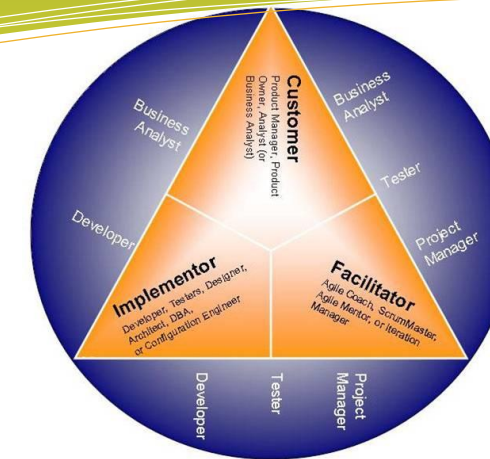 Customer
Product Manager, Product
Owner, Analyst (or
Business Analyst)
Business
Analyst
Business
Analyst
Tester
Developer
Project
Manager
Implementor
Developer, Testers, Designer,
Architect, DBA,
or Configuration Engineer
Facilitator
Agile Coach, ScrumMaster,
Agile Mentor, or Iteration
Manager
Developer
Tester
Project
Manager